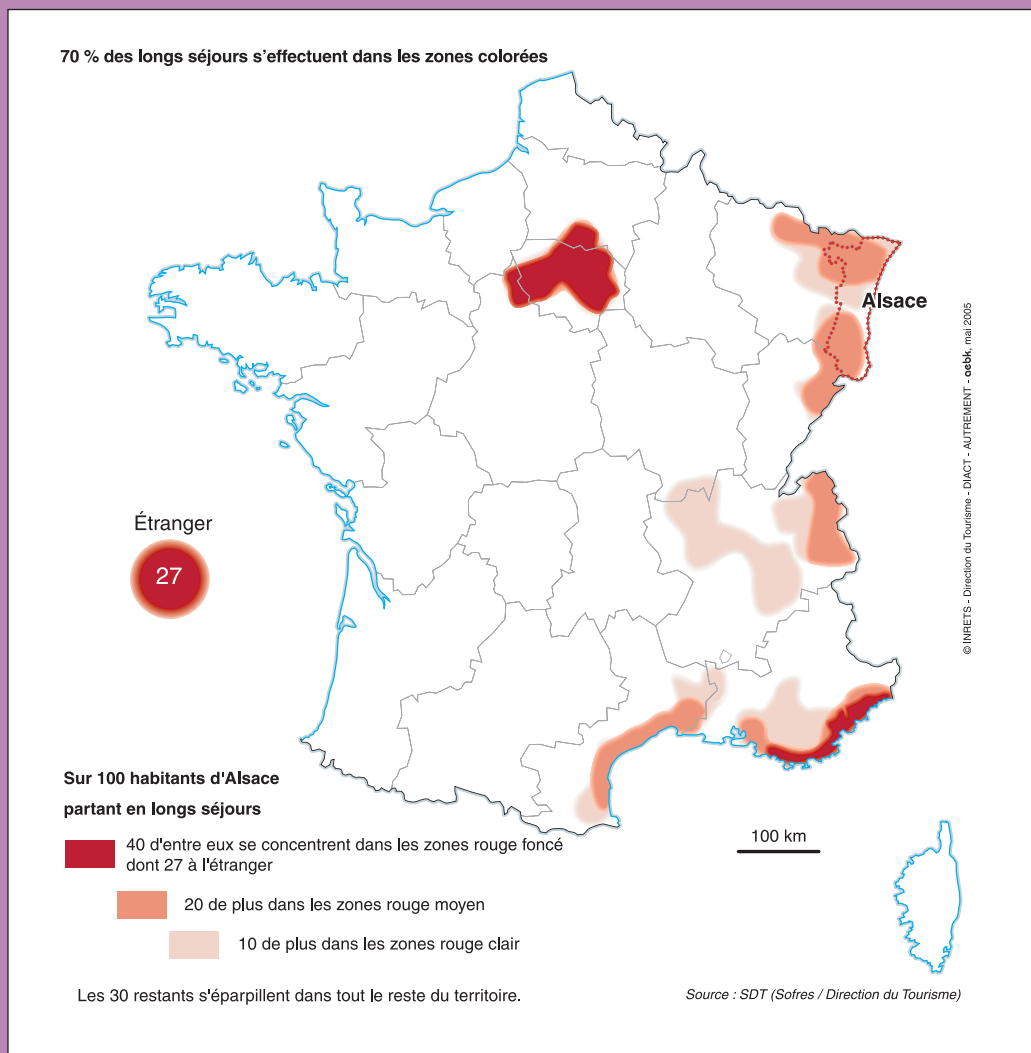 70 % des longs séjours s'effectuent dans les zones colorées
Alsace
© INRETS - Direction du Tourisme - DIACT - AUTREMENT - aebk, mai 2005
Étranger
27
Sur 100 habitants d'Alsace
partant en longs séjours
40 d'entre eux se concentrent dans les zones rouge foncé
dont 27 à l'étranger
20 de plus dans les zones rouge moyen
10 de plus dans les zones rouge clair
Les 30 restants s'éparpillent dans tout le reste du territoire.
100 km
Source : SDT (Sofres / Direction du Tourisme)